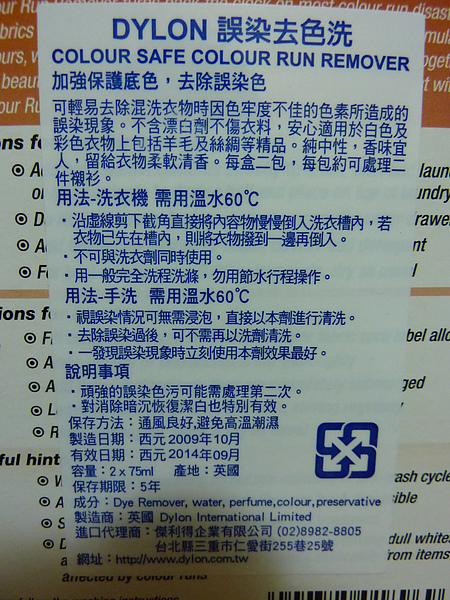 DYLON 誤染去色洗
COLOUR SAFE COLOUR RUN REMOVER
加強保護底色，去除誤染色
可輕易去除混洗衣物時因色牢度不佳的色素所造成的
誤染現象。不含漂白劑不傷衣料，安心適用於白色及
彩色衣物上包括羊毛及絲綢等精品。純中性，香味宜
人，留給衣物柔軟清香。每盒二包，每包約可處理二
件襯衫。
用法-洗衣機 需用溫水60℃
・沿虛線剪下截角直接將內容物慢慢倒入洗衣槽內，若
衣物已先在槽內，則將衣物撥到一邊再倒入。
・不可與洗衣劑同時使用。
・用一般完全洗程洗滌，勿用節水行程操作。
用法-手洗 需用溫水60℃
・視誤染情況可無需浸泡，直接以本劑進行清洗。
・去除誤染過後，可不需再以洗劑清洗。
・一發現誤染現象時立刻使用本劑效果最好。
說明事項
・頑強的誤染色污可能需處理第二次。
・對消除暗沉恢復潔白也特別有效。
保存方法：通風良好,避免高溫潮濕
製造日期：西元2009年10月
有效日期：西元2014年09月
容量：2 x 75ml 產地：英國
保存期限：5年
成分：Dye Remover, water, perfume,colour,preservative
製造商：英國 Dylon International Limited
進口代理商：傑利得企業有限公司 (02)8982-8805
台北縣三重市仁愛街255巷25號
網址：http://www.dylon.com.tw
ful hint
ash cycle
dull white
from items
affected by colour runs